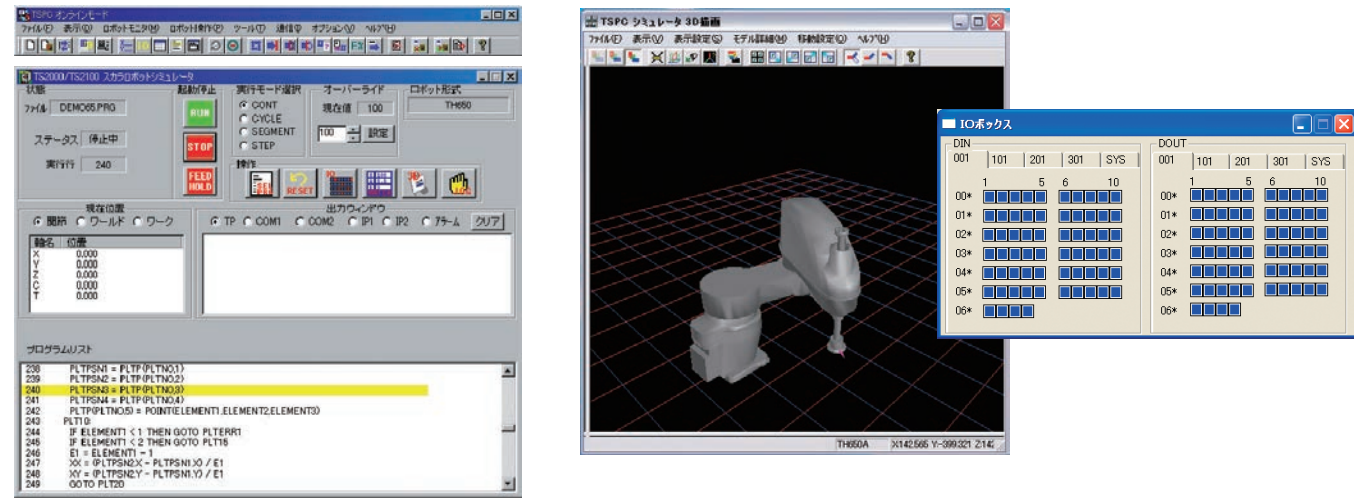 TSPC オンラインモード
ファイル(F) 表示(D) ロボットモニタ(M) ロボット操作(P) ツール(T) 通信 オプション(V) ヘルプ(H)
TS2000/TS2100 スカラロボットシミュレータ
状態
起動停止
実行モード選択
オーバーライド
ロボット形式
ファイル DEMO65.PRG
RUN
CONT
CYCLE
SEGMENT
STEP
現在値 100
100 設定
TH650
ステータス 停止中
STOP
実行行 240
FEED
HOLD
操作
RESET
IO
3D
現在位置
関節 ワールド ワーク
出力ウィンドウ
TP COM1 COM2 IP1 IP2 アラーム クリア
軸名 位置
X 0.000
Y 0.000
Z 0.000
C 0.000
T 0.000
プログラムリスト
238 PLTPSN1 = PLTP(PLTNO,1)
239 PLTPSN2 = PLTP(PLTNO,2)
240 PLTPSN3 = PLTP(PLTNO,3)
241 PLTPSN4 = PLTP(PLTNO,4)
242 PLTP(PLTNO,5) = POINT(ELEMENT1,ELEMENT2,ELEMENT3)
243 PLT10:
244 IF ELEMENT1 < 1 THEN GOTO PLTERR1
245 IF ELEMENT1 < 2 THEN GOTO PLT15
246 E1 = ELEMENT1 - 1
247 XX = (PLTPSN2.X - PLTPSN1.X) / E1
248 XY = (PLTPSN2.Y - PLTPSN1.Y) / E1
249 GOTO PLT20
TSPC シミュレータ 3D描画
ファイル(F) 表示(V) 表示設定(S) モデル詳細(M) 移動設定(O) ヘルプ(H)
TH650A X142.565 Y:-399.321 Z:142
IOボックス
DIN
001 101 201 301 SYS
1 5 6 10
00*
01*
02*
03*
04*
05*
06*
DOUT
001 101 201 301 SYS
1 5 6 10
00*
01*
02*
03*
04*
05*
06*